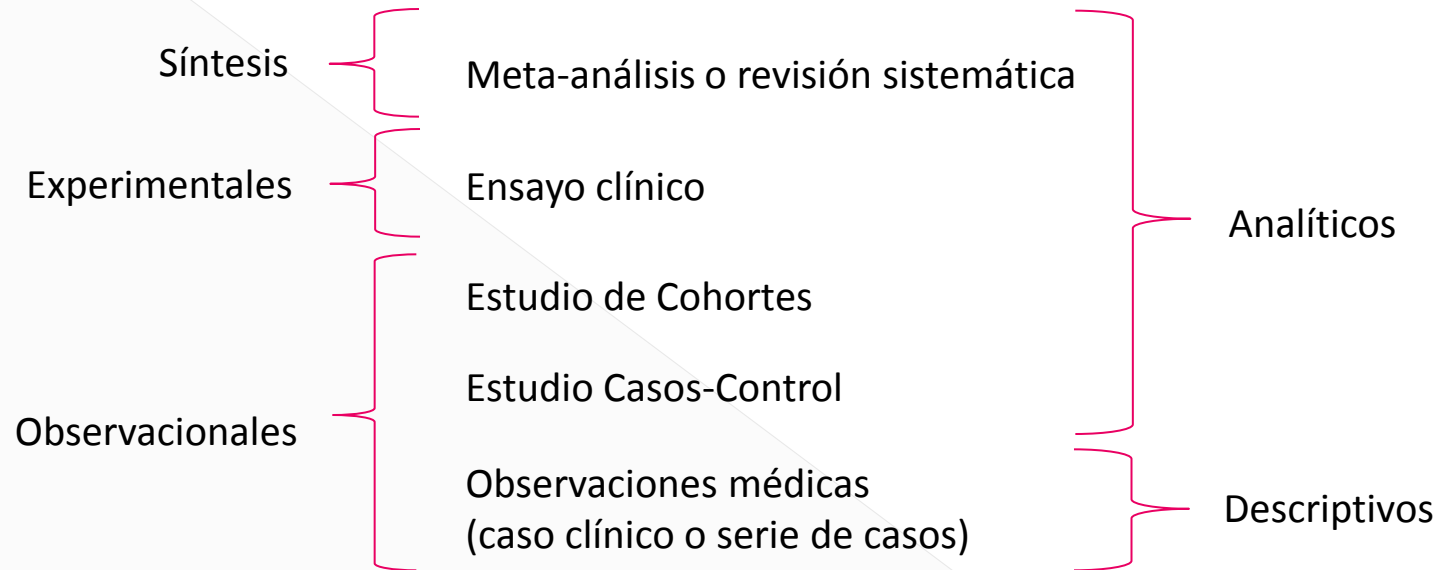 Síntesis
Meta-análisis o revisión sistemática
Experimentales
Ensayo clínico
Analíticos
Estudio de Cohortes
Estudio Casos-Control
Observacionales
Observaciones médicas
(caso clínico o serie de casos)
Descriptivos